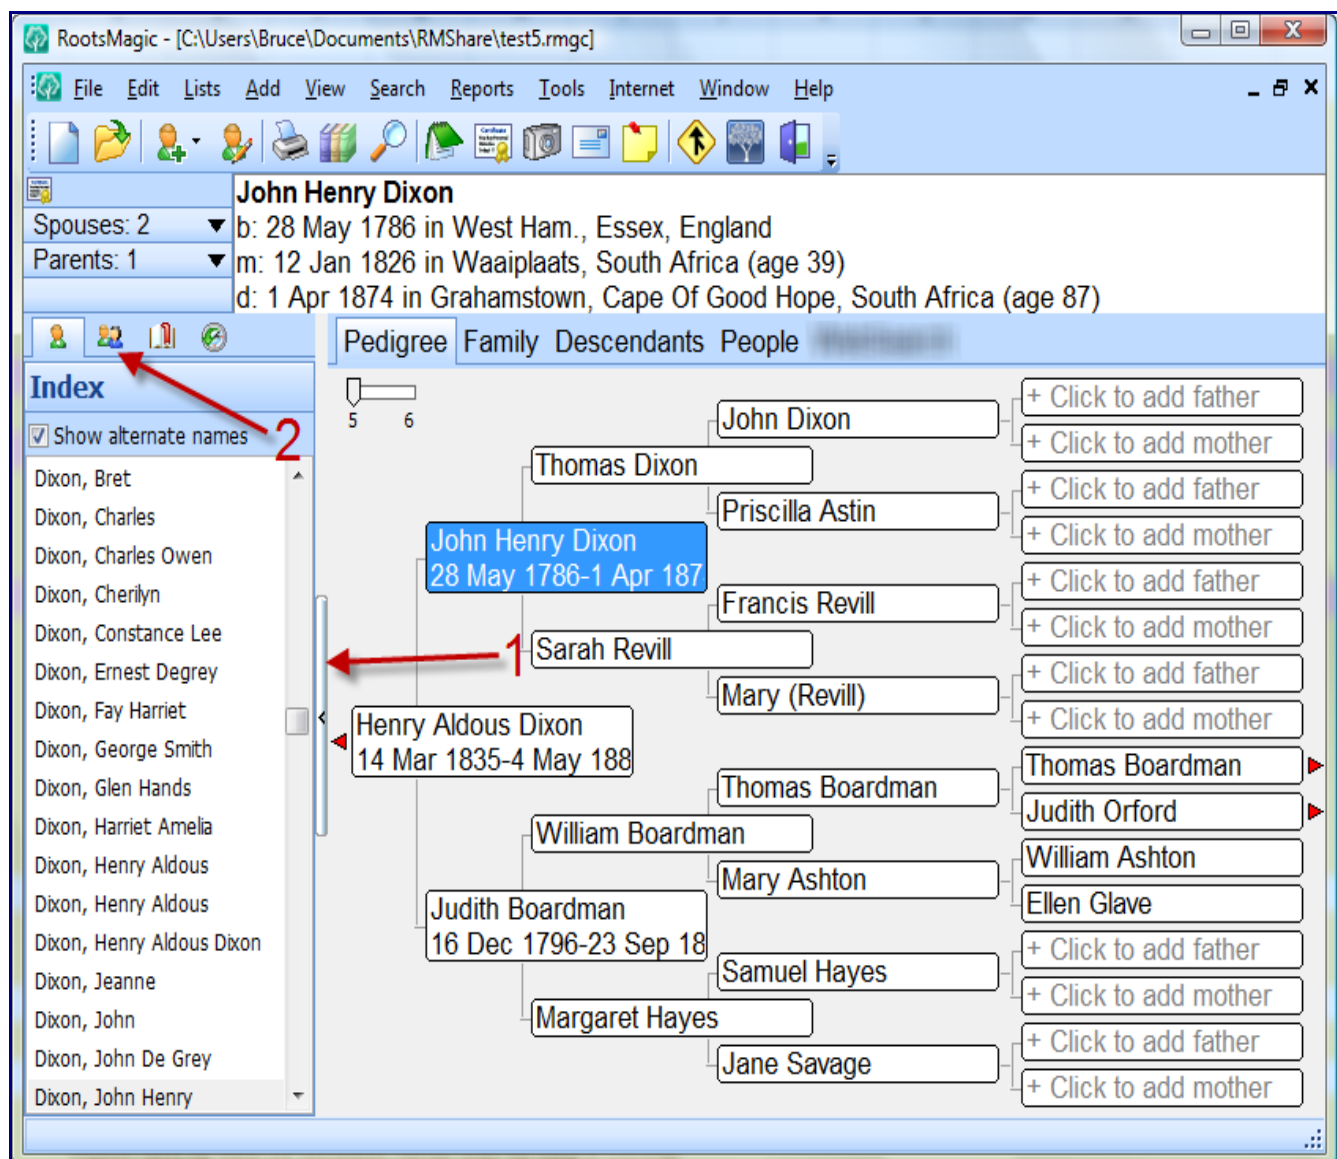 RootsMagic - [C:\Users\Bruce\Documents\RMShare\test5.rmgc]
File Edit Lists Add View Search Reports Tools Internet Window Help
John Henry Dixon
Spouses: 2
b: 28 May 1786 in West Ham., Essex, England
Parents: 1
m: 12 Jan 1826 in Waaiplaats, South Africa (age 39)
d: 1 Apr 1874 in Grahamstown, Cape Of Good Hope, South Africa (age 87)
Pedigree Family Descendants People
Index
Show alternate names
2
Dixon, Bret
Dixon, Charles
Dixon, Charles Owen
Dixon, Cherilyn
Dixon, Constance Lee
Dixon, Ernest Degrey
Dixon, Fay Harriet
Dixon, George Smith
Dixon, Glen Hands
Dixon, Harriet Amelia
Dixon, Henry Aldous
Dixon, Henry Aldous
Dixon, Henry Aldous Dixon
Dixon, Jeanne
Dixon, John
Dixon, John De Grey
Dixon, John Henry
5 6
1
Henry Aldous Dixon
14 Mar 1835-4 May 188
John Henry Dixon
28 May 1786-1 Apr 187
Judith Boardman
16 Dec 1796-23 Sep 18
Thomas Dixon
Sarah Revill
William Boardman
Margaret Hayes
John Dixon
Priscilla Astin
Francis Revill
Mary (Revill)
Thomas Boardman
Mary Ashton
Samuel Hayes
Jane Savage
+ Click to add father
+ Click to add mother
+ Click to add father
+ Click to add mother
+ Click to add father
+ Click to add mother
+ Click to add father
+ Click to add mother
Thomas Boardman
Judith Orford
William Ashton
Ellen Glave
+ Click to add father
+ Click to add mother
+ Click to add father
+ Click to add mother